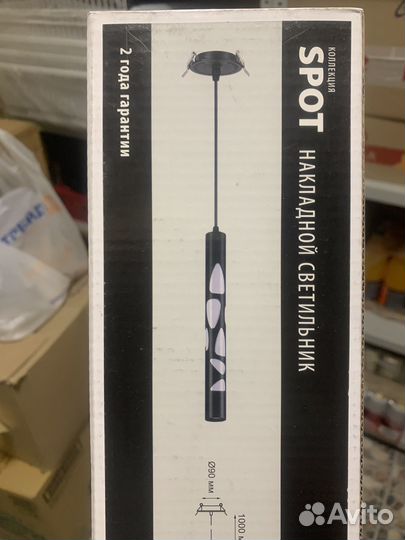 КОЛЛЕКЦИЯ
SPOT
НАКЛАДНОЙ СВЕТИЛЬНИК
2 года гарантии
Ø90 мм
1000
Avito